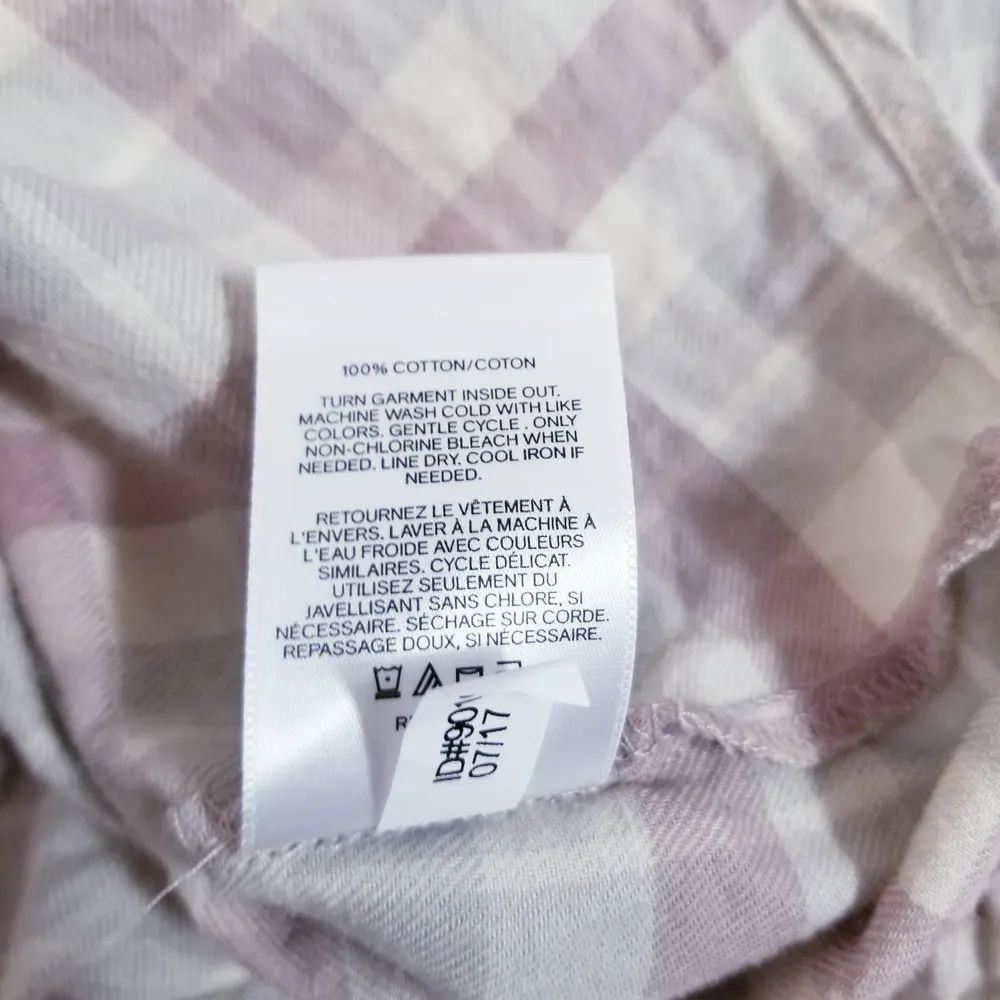 100% COTTON/COTON
TURN GARMENT INSIDE OUT.
MACHINE WASH COLD WITH LIKE
COLORS. GENTLE CYCLE . ONLY
NON-CHLORINE BLEACH WHEN
NEEDED. LINE DRY. COOL IRON IF
NEEDED.
RETOURNEZ LE VÊTEMENT À
L'ENVERS. LAVER À LA MACHINE À
L'EAU FROIDE AVEC COULEURS
SIMILAIRES. CYCLE DÉLICAT.
UTILISEZ SEULEMENT DU
JAVELLISANT SANS CHLORE, SI
NÉCESSAIRE. SÉCHAGE SUR CORDE.
REPASSAGE DOUX, SI NÉCESSAIRE.
07/17